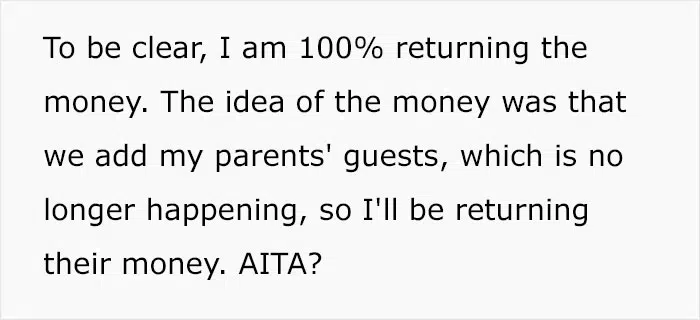 To be clear, I am 100% returning the
money. The idea of the money was that
we add my parents' guests, which is no
longer happening, so I'll be returning
their money. AITA?